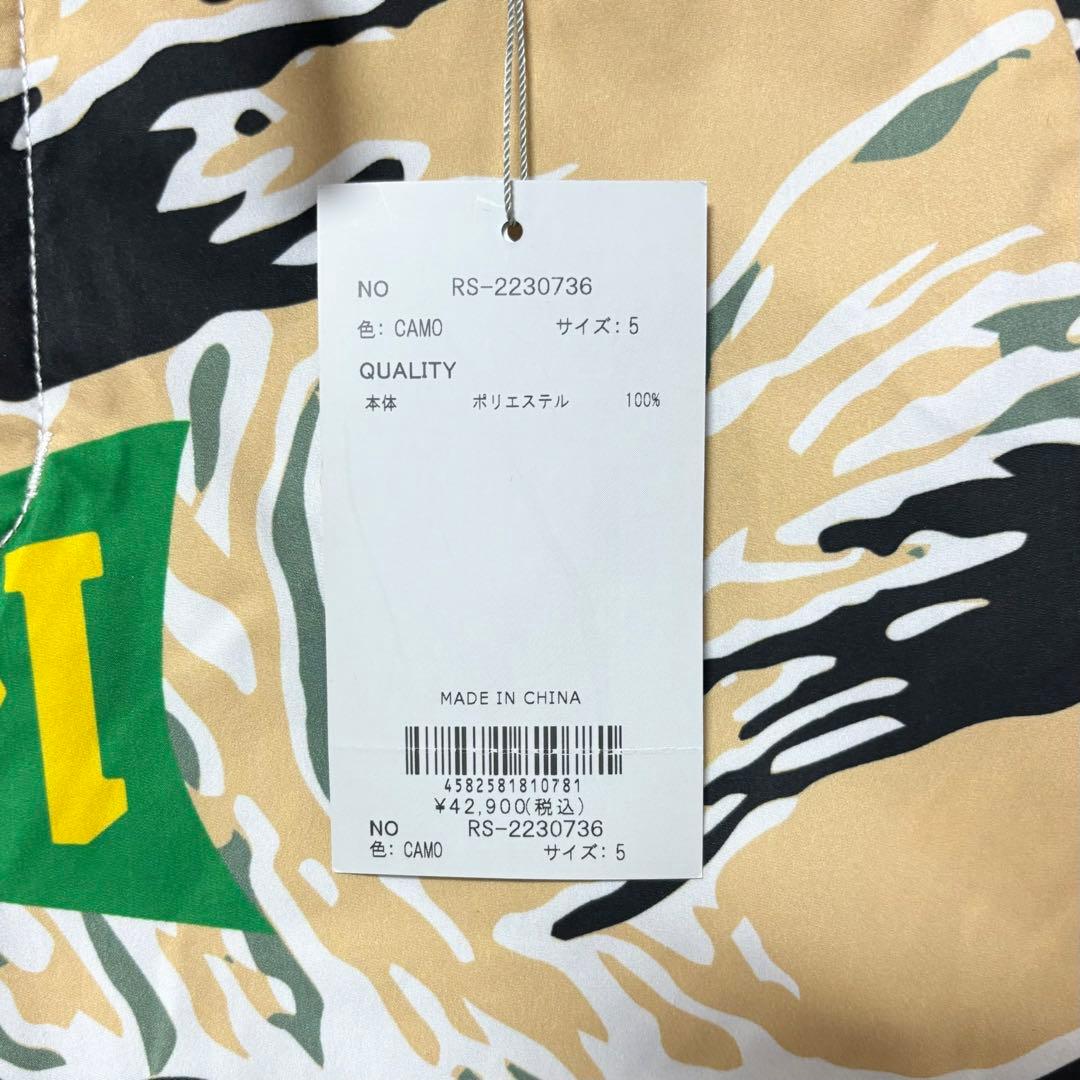 NO RS-2230736
色: CAMO サイズ: 5
QUALITY
本体 ポリエステル 100%
MADE IN CHINA
4582581810781
¥42,900(税込)
NO RS-2230736
色: CAMO サイズ: 5